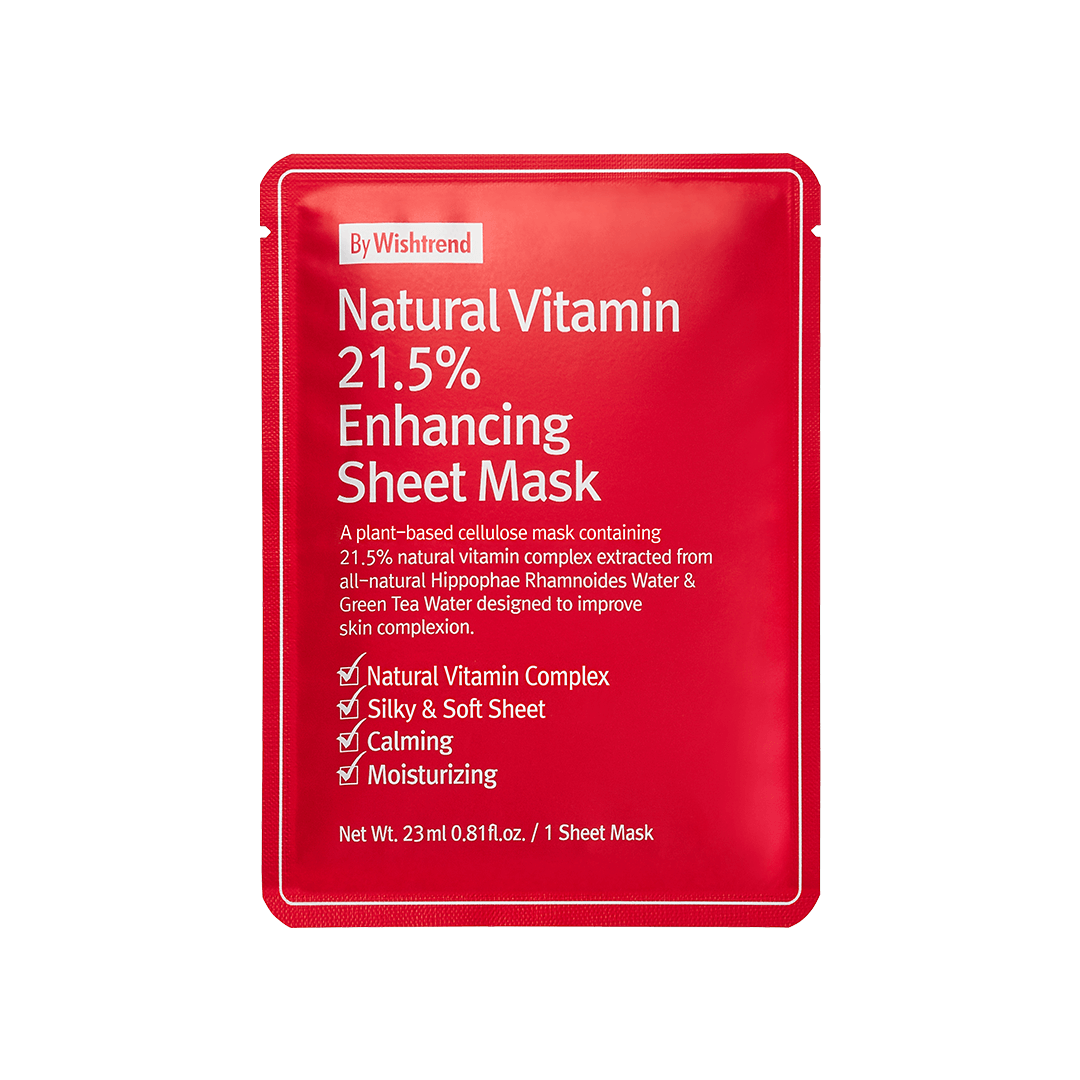 By Wishtrend
Natural Vitamin
21.5%
Enhancing
Sheet Mask
A plant-based cellulose mask containing
21.5% natural vitamin complex extracted from
all-natural Hippophae Rhamnoides Water &
Green Tea Water designed to improve
skin complexion.
Natural Vitamin Complex
Silky & Soft Sheet
Calming
Moisturizing
Net Wt. 23ml 0.81fl.oz. / 1 Sheet Mask